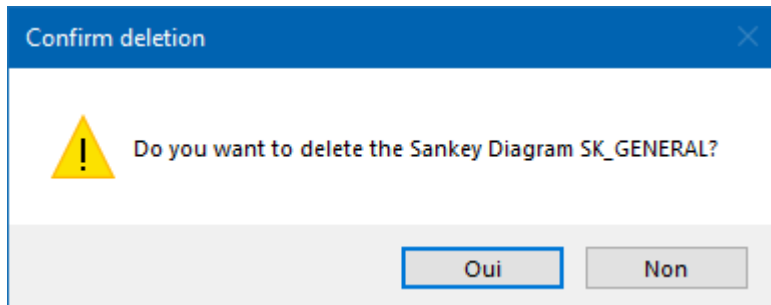 Confirm deletion
Do you want to delete the Sankey Diagram SK_GENERAL?
Oui Non